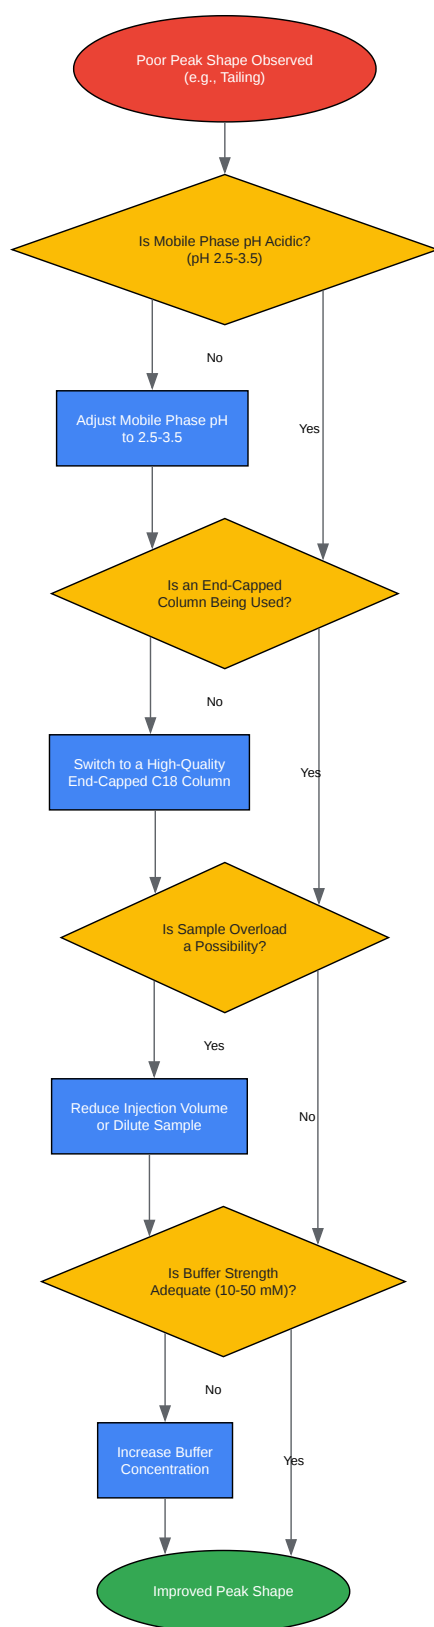 Poor Peak Shape Observed
(e.g., Tailing)
Is Mobile Phase pH Acidic?
(pH 2.5-3.5)
No
Adjust Mobile Phase pH
to 2.5-3.5
Yes
Is an End-Capped
Column Being Used?
No
Switch to a High-Quality
End-Capped C18 Column
Yes
Is Sample Overload
a Possibility?
Yes
Reduce Injection Volume
or Dilute Sample
No
Is Buffer Strength
Adequate (10-50 mM)?
No
Increase Buffer
Concentration
Yes
Improved Peak Shape